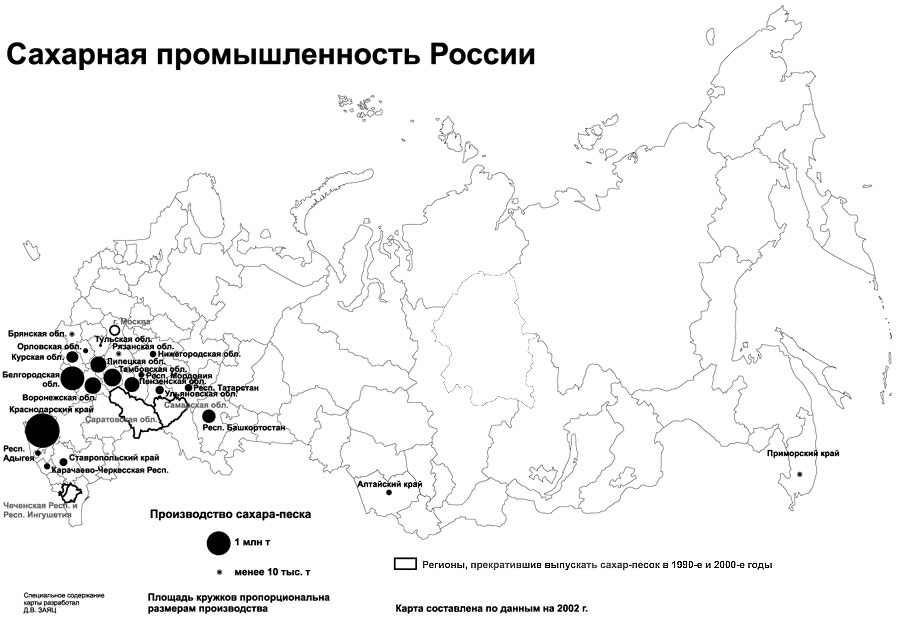 Сахарная промышленность России
г. Москва
Брянская обл.
Тульская обл.
Орловская обл.
Рязанская обл.
Курская обл.
Нижегородская обл.
Липецкая обл.
Тамбовская обл.
Белгородская
обл.
Респ. Мордовия
Пензенская обл.
Респ. Татарстан
Ульяновская обл.
Воронежская обл.
Самарская обл.
Краснодарский край
Саратовская обл.
Респ. Башкортостан
Респ.
Адыгея
Ставропольский край
Карачаево-Черкесская Респ.
Приморский край
Алтайский край
Чеченская Респ. и
Респ. Ингушетия
Производство сахара-песка
1 млн т
менее 10 тыс. т
Регионы, прекратившие выпускать сахар-песок в 1990-е и 2000-е годы
Специальное содержание
карты разработал
Д.В. ЗАЯЦ
Площадь кружков пропорциональна
размерам производства
Карта составлена по данным на 2002 г.